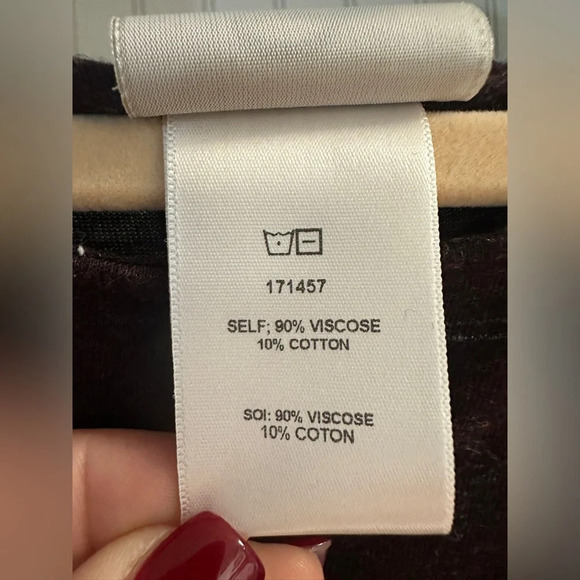 171457
SELF; 90% VISCOSE
10% COTTON
SOI: 90% VISCOSE
10% COTON